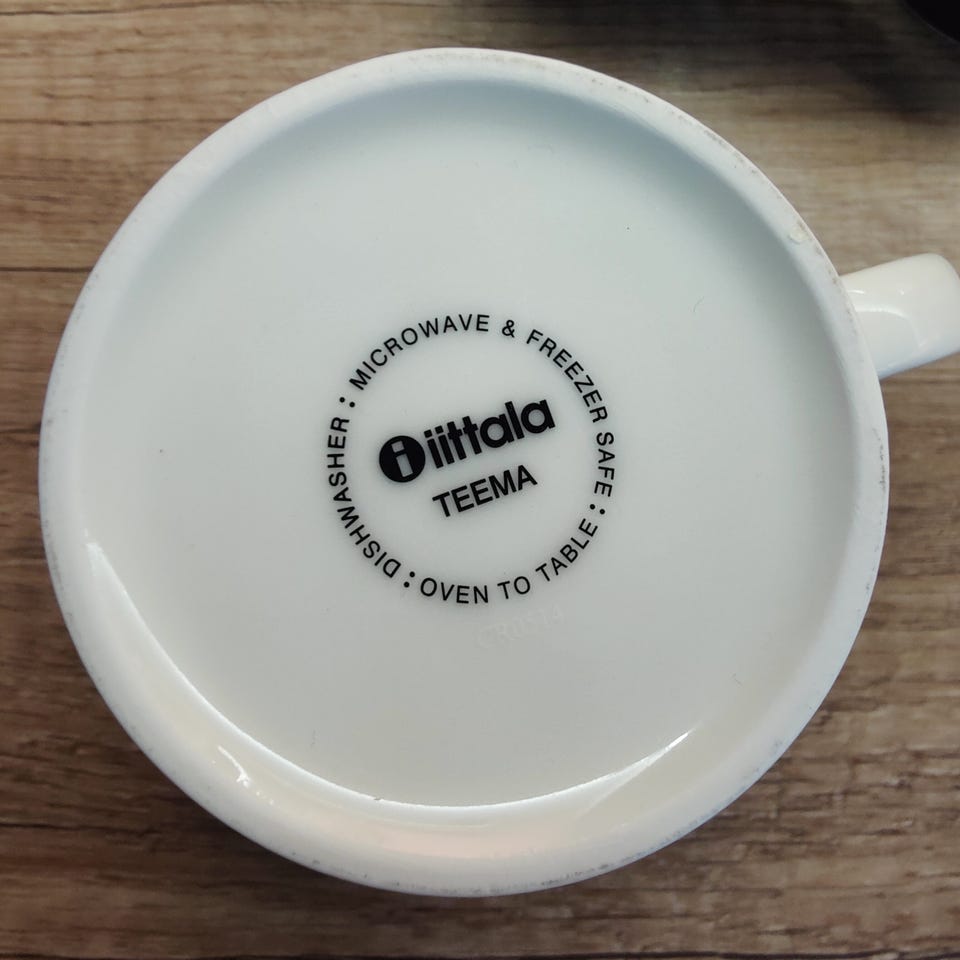 DISHWASHER : MICROWAVE & FREEZER SAFE : OVEN TO TABLE :
i iittala
TEEMA